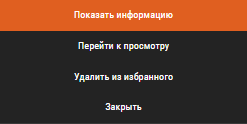 Показать информацию
Перейти к просмотру
Удалить из избранного
Закрыть